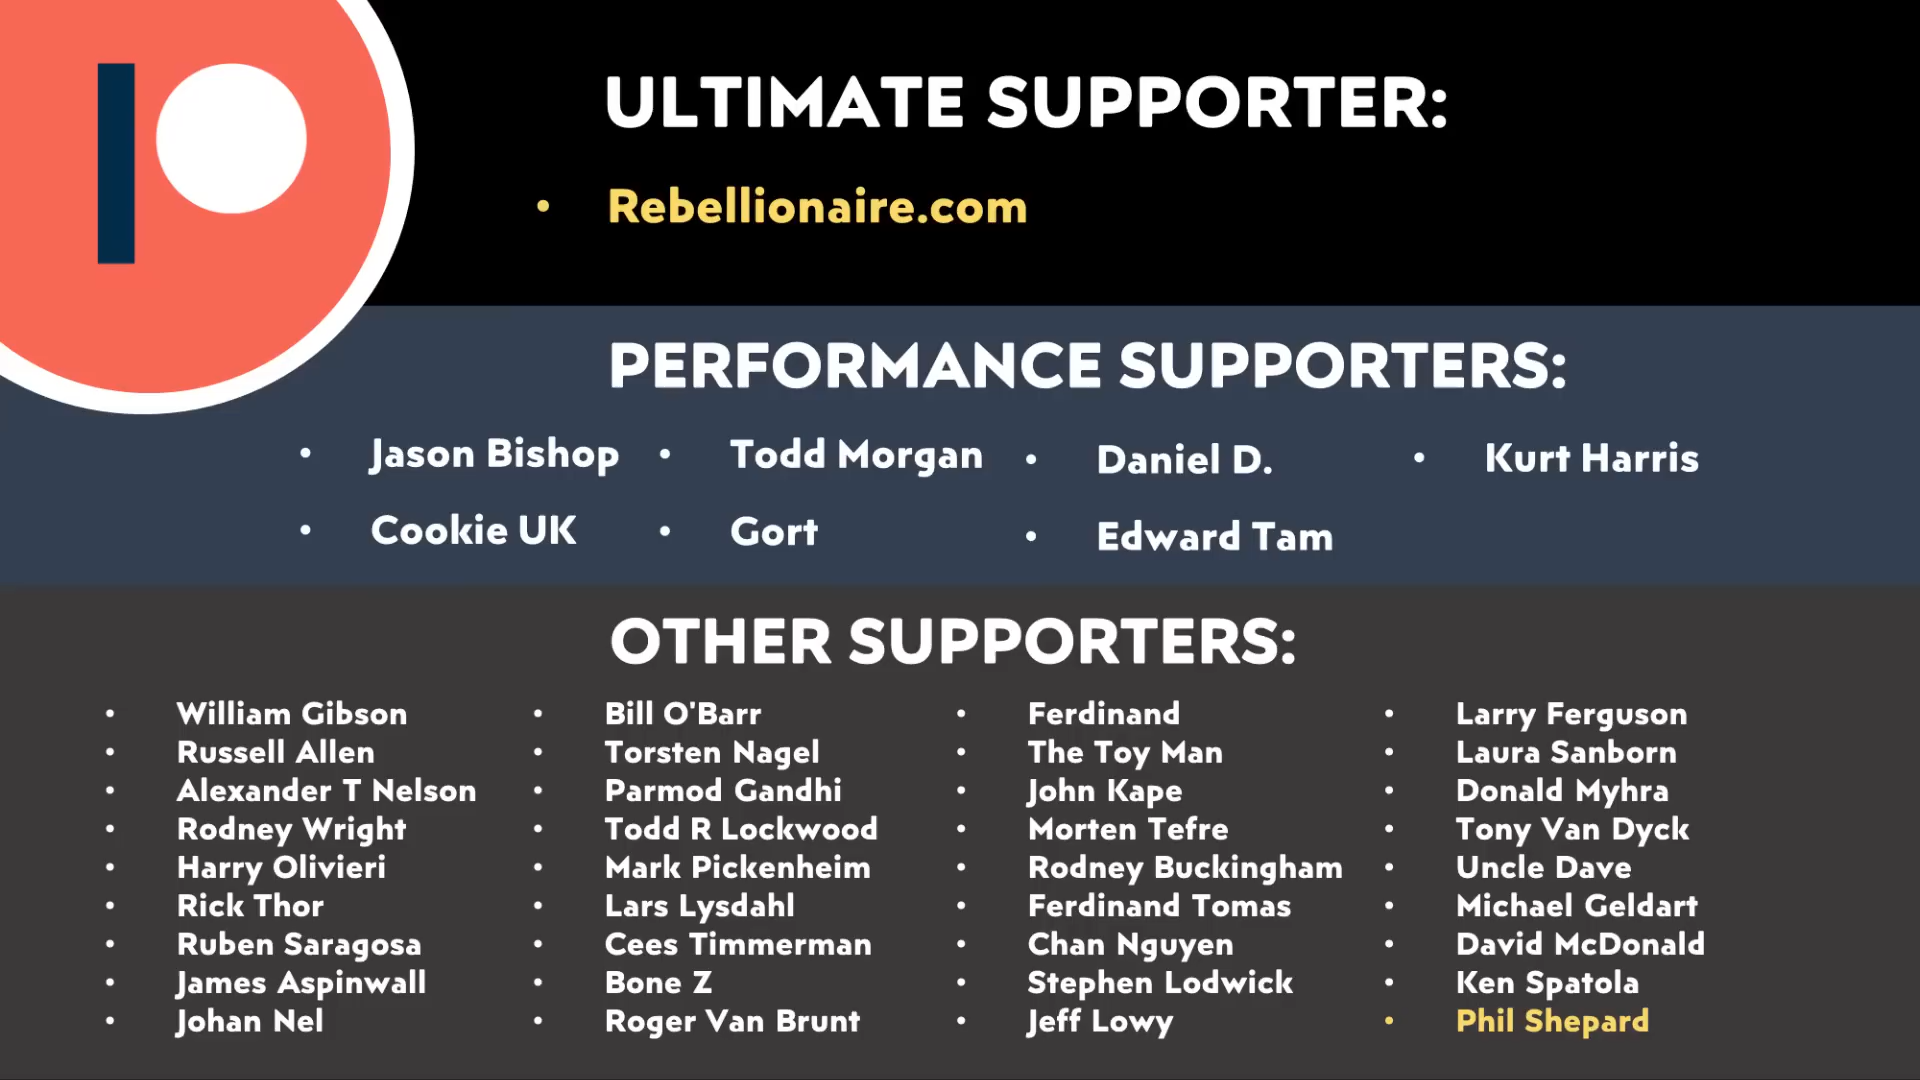 ULTIMATE SUPPORTER:
• Rebellionaire.com
PERFORMANCE SUPPORTERS:
• Jason Bishop
• Cookie UK
• Todd Morgan
• Gort
• Daniel D.
• Edward Tam
• Kurt Harris
OTHER SUPPORTERS:
• William Gibson
• Russell Allen
• Alexander T Nelson
• Rodney Wright
• Harry Olivieri
• Rick Thor
• Ruben Saragosa
• James Aspinwall
• Johan Nel
• Bill O'Barr
• Torsten Nagel
• Parmod Gandhi
• Todd R Lockwood
• Mark Pickenheim
• Lars Lysdahl
• Cees Timmerman
• Bone Z
• Roger Van Brunt
• Ferdinand
• The Toy Man
• John Kape
• Morten Tefre
• Rodney Buckingham
• Ferdinand Tomas
• Chan Nguyen
• Stephen Lodwick
• Jeff Lowy
• Larry Ferguson
• Laura Sanborn
• Donald Myhra
• Tony Van Dyck
• Uncle Dave
• Michael Geldart
• David McDonald
• Ken Spatola
• Phil Shepard